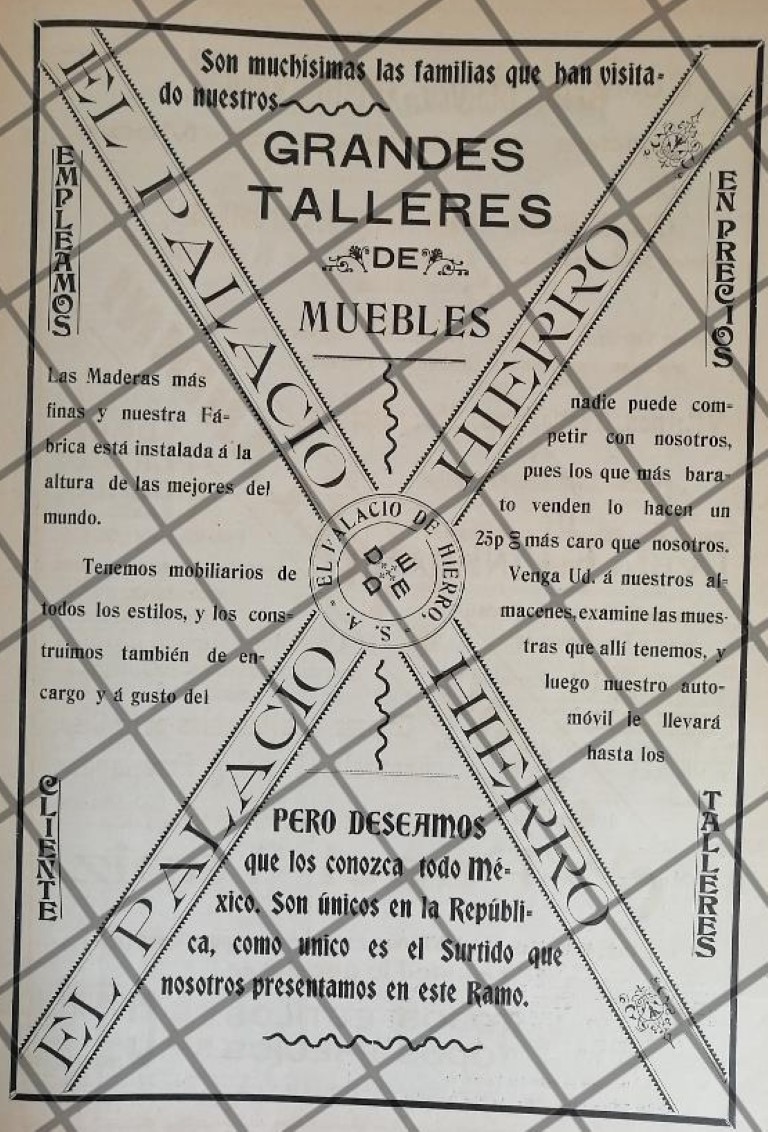 Son muchísimas las familias que han visita-
do nuestros
GRANDES
TALLERES
DE
MUEBLES
EL PALACIO DE HIERRO, S. A.
EL PALACIO
HIERRO
EL PALACIO
HIERRO
EMPLEAMOS
Las Maderas más
finas y nuestra Fá-
brica está instalada á la
altura de las mejores del
mundo.
Tenemos mobiliarios de
todos los estilos, y los cons-
truimos también de en-
cargo y á gusto del
CLIENTE
EN PRECIOS
nadie puede com-
petir con nosotros,
pues los que más bara-
to venden lo hacen un
25p% más caro que nosotros.
Venga Ud. á nuestros al-
macenes, examine las mues-
tras que allí tenemos, y
luego nuestro auto-
móvil le llevará
hasta los
TALLERES
PERO DESEAMOS
que los conozca todo Mé-
xico. Son únicos en la Repúbli-
ca, como unico es el Surtido que
nosotros presentamos en este Ramo.